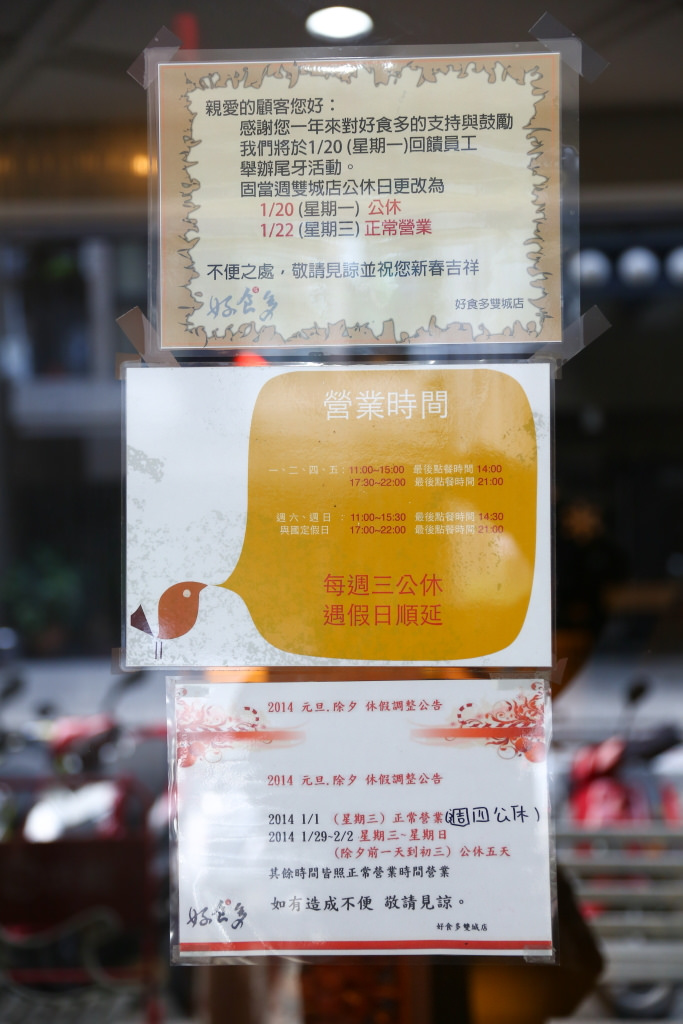 親愛的顧客您好：
感謝您一年來對好食多的支持與鼓勵
我們將於1/20 (星期一)回饋員工
舉辦尾牙活動。
固當週雙城店公休日更改為
1/20 (星期一) 公休
1/22 (星期三) 正常營業
不便之處，敬請見諒並祝您新春吉祥
好食多
好食多雙城店
營業時間
一、二、四、五：11:00~15:00 最後點餐時間 14:00
17:30~22:00 最後點餐時間 21:00
週六、週日 ：11:00~15:30 最後點餐時間 14:30
與國定假日 17:00~22:00 最後點餐時間 21:00
每週三公休
遇假日順延
2014 元旦.除夕 休假調整公告
2014 元旦.除夕 休假調整公告
2014 1/1 (星期三) 正常營業(週四公休)
2014 1/29~2/2 星期三~星期日
(除夕前一天到初三) 公休五天
其餘時間皆照正常營業時間營業
如有造成不便 敬請見諒。
好食多
好食多雙城店